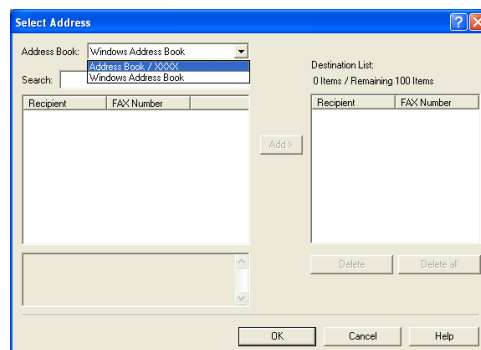 Select Address
Address Book: Windows Address Book
Address Book / XXXX
Windows Address Book
Search:
Destination List:
0 Items / Remaining 100 Items
Recipient FAX Number
Recipient FAX Number
Add >
Delete Delete all
OK Cancel Help